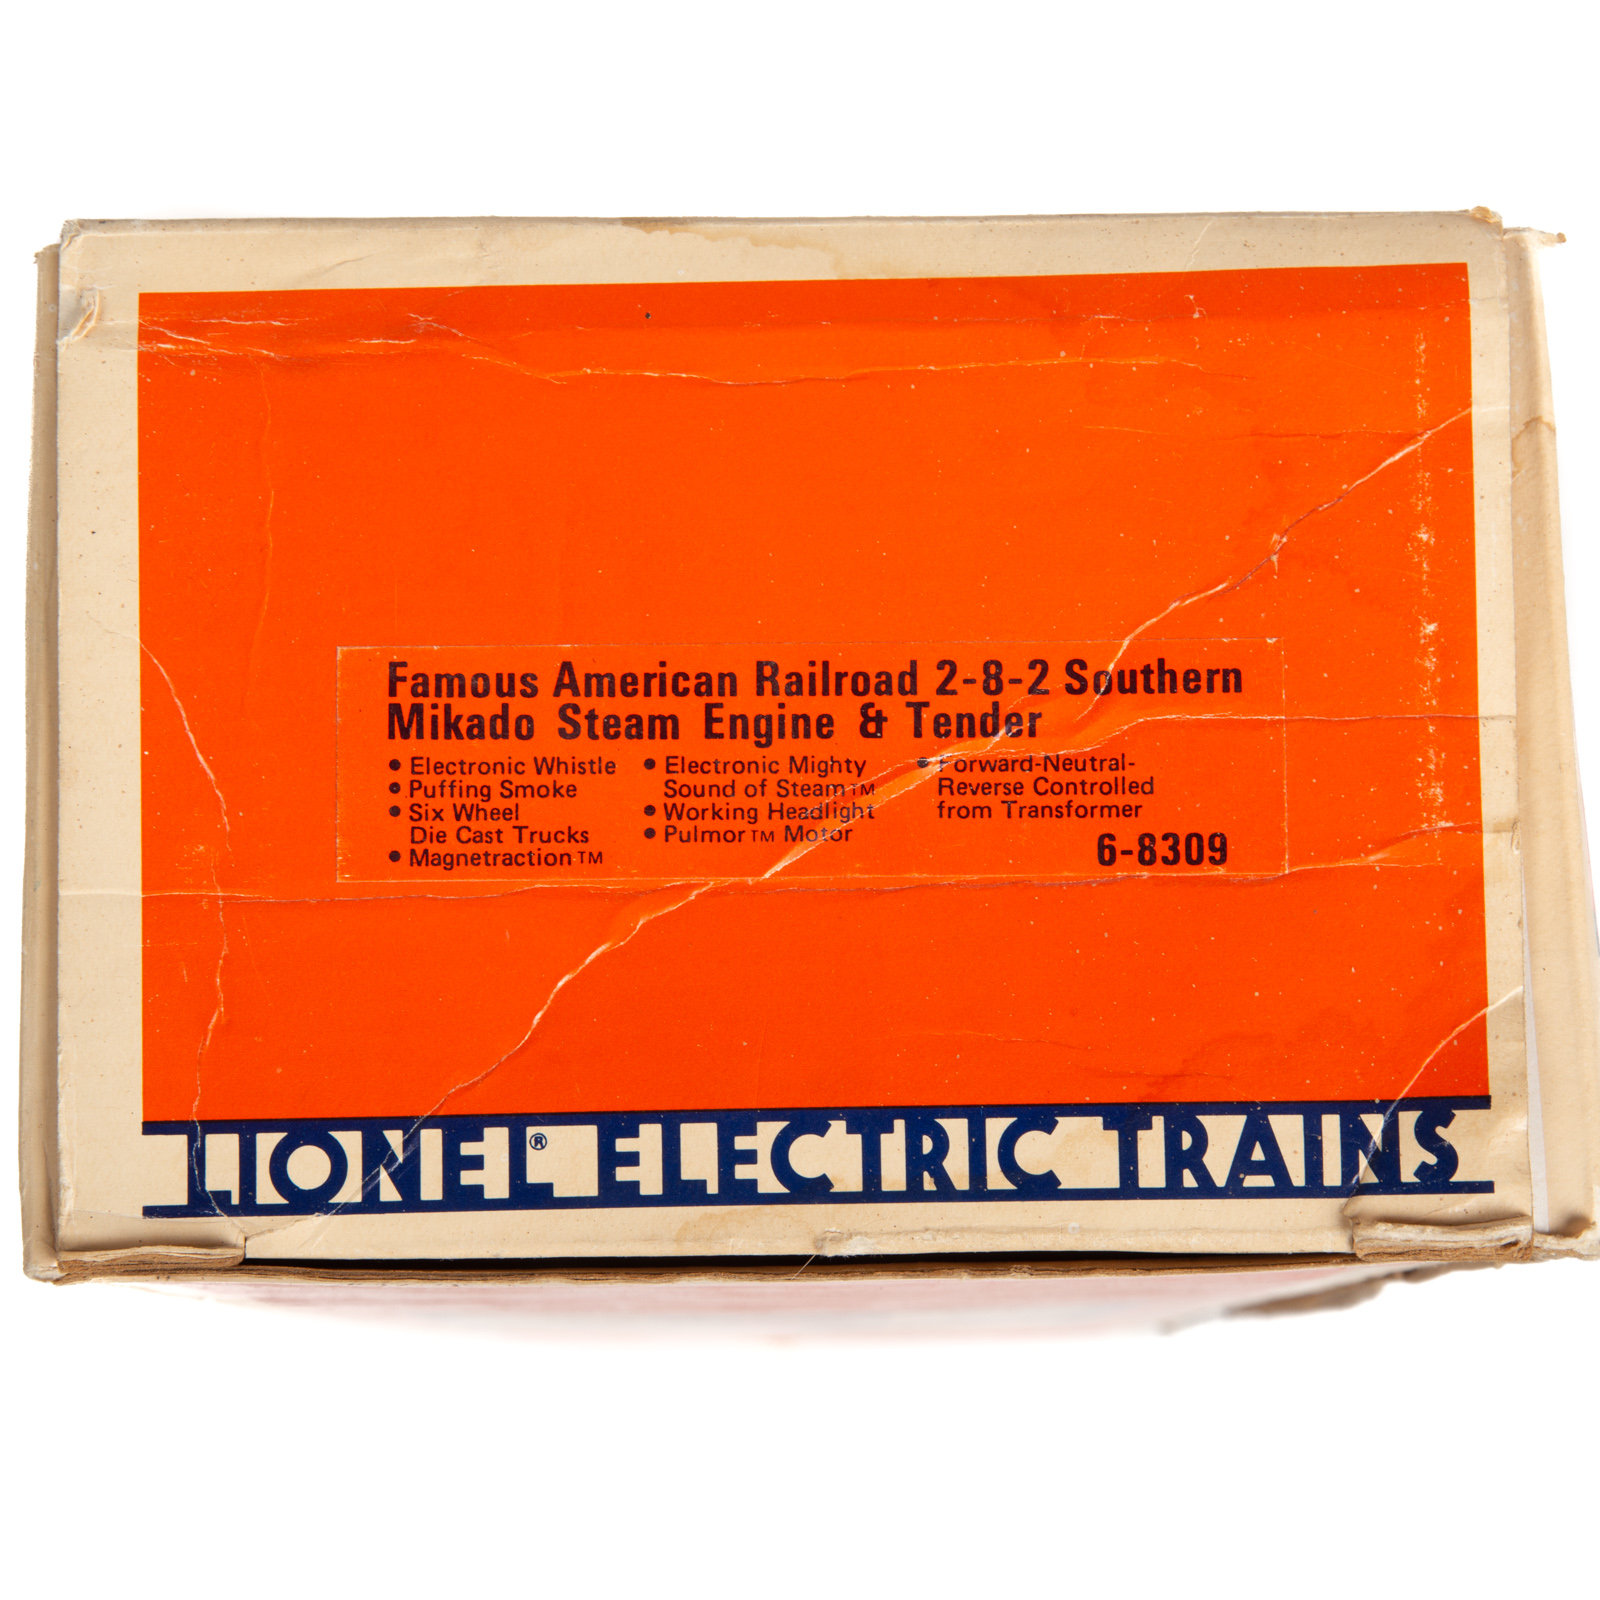 Famous American Railroad 2-8-2 Southern
Mikado Steam Engine & Tender
• Electronic Whistle
• Puffing Smoke
• Six Wheel
Die Cast Trucks
• Magnetraction TM
• Electronic Mighty
Sound of Steam TM
• Working Headlight
• Pulmor TM Motor
• Forward-Neutral-
Reverse Controlled
from Transformer
6-8309
LIONEL® ELECTRIC TRAINS